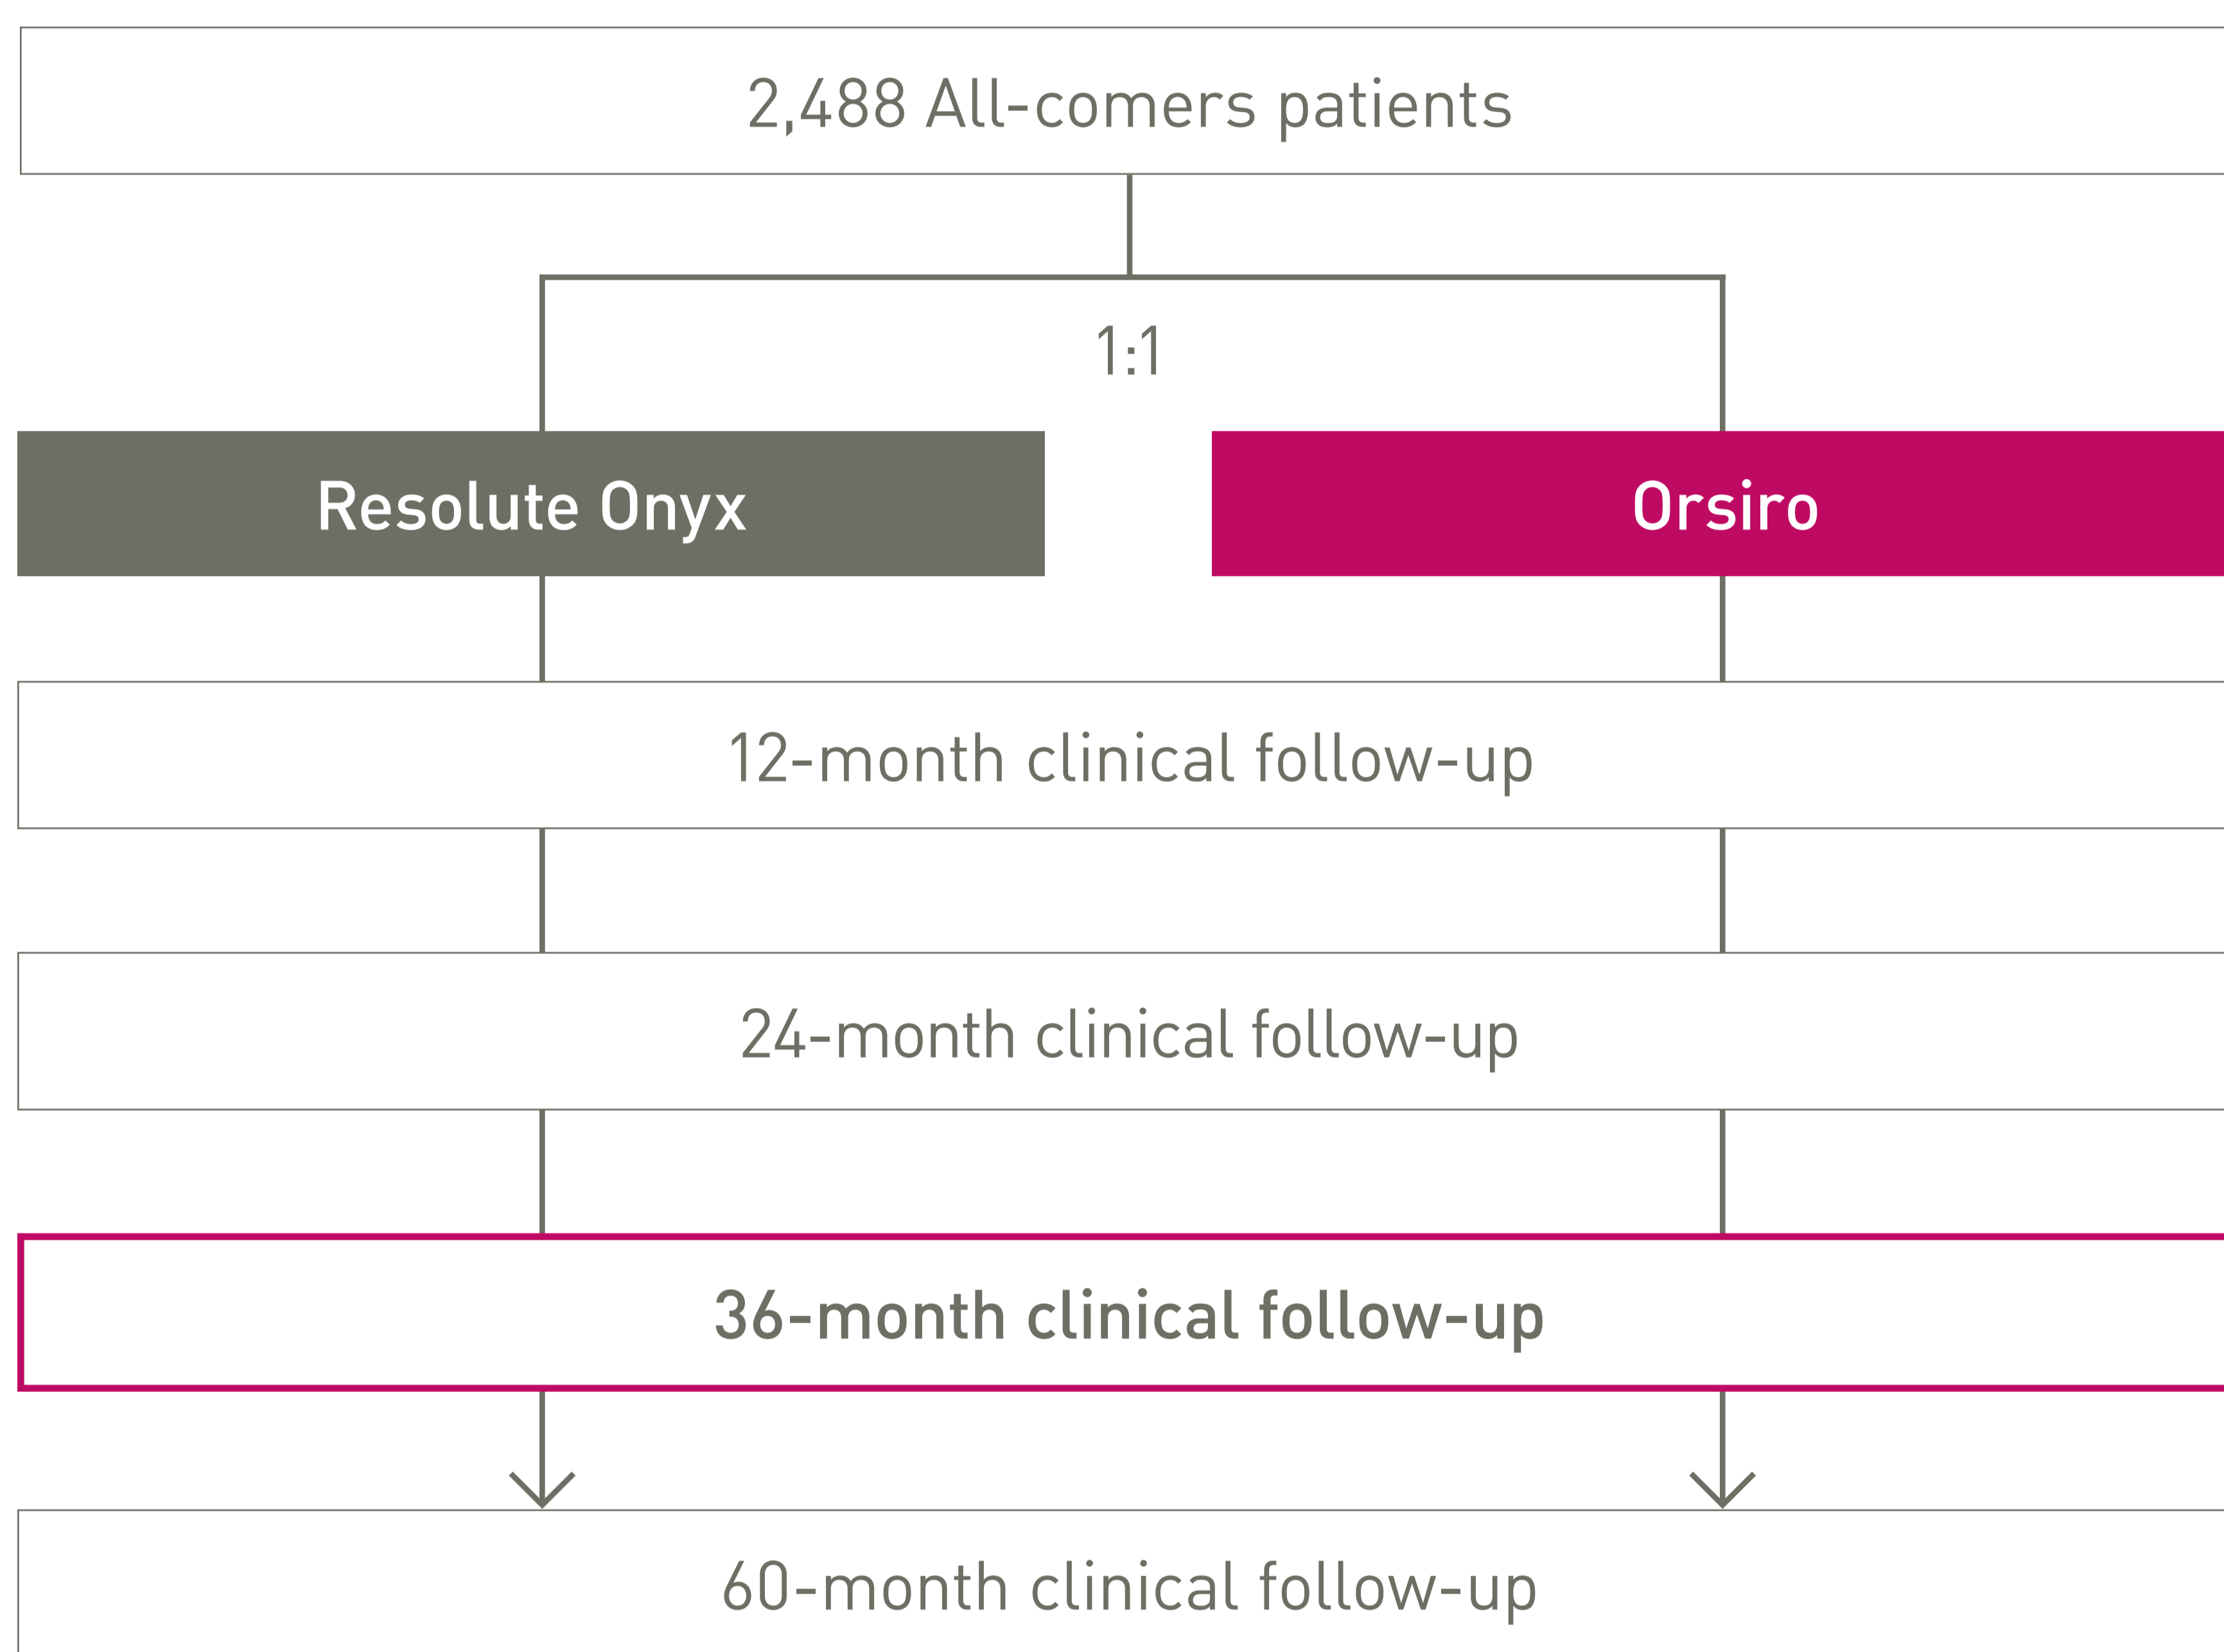 2,488 All-comers patients
1:1
Resolute Onyx
Orsiro
12-month clinical follow-up
24-month clinical follow-up
36-month clinical follow-up
60-month clinical follow-up